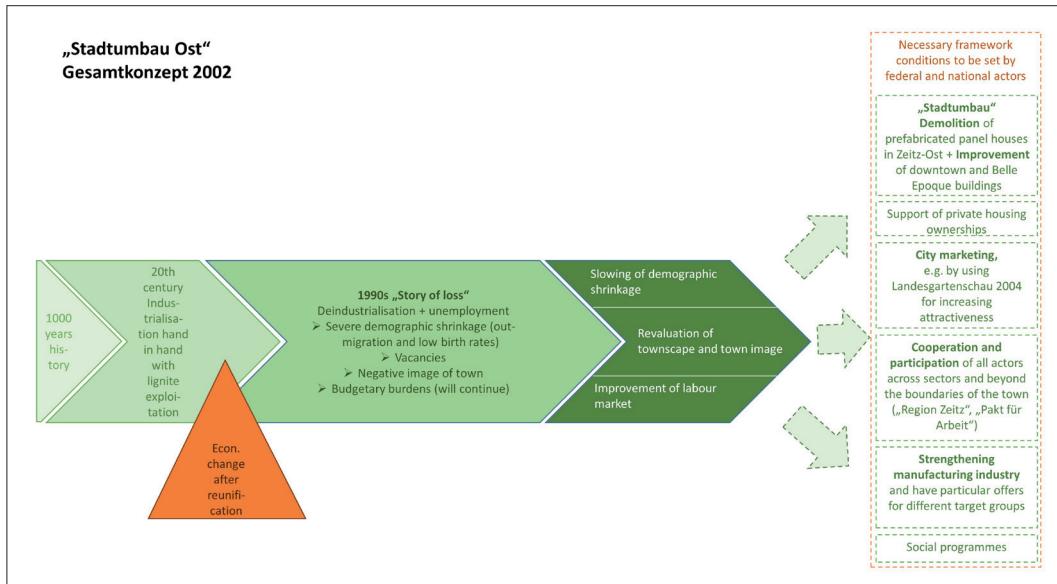 „Stadtumbau Ost“
Gesamtkonzept 2002
1000
years
his-
tory
20th
century
Indus-
trialisa-
tion hand
in hand
with
lignite
exploi-
tation
Econ.
change
after
reunifi-
cation
1990s „Story of loss“
Deindustrialisation + unemployment
➢ Severe demographic shrinkage (out-
migration and low birth rates)
➢ Vacancies
➢ Negative image of town
➢ Budgetary burdens (will continue)
Slowing of demographic
shrinkage
Revaluation of
townscape and town image
Improvement of labour
market
Necessary framework
conditions to be set by
federal and national actors
„Stadtumbau“
Demolition of
prefabricated panel houses
in Zeitz-Ost + Improvement
of downtown and Belle
Epoque buildings
Support of private housing
ownerships
City marketing,
e.g. by using
Landesgartenschau 2004
for increasing
attractiveness
Cooperation and
participation of all actors
across sectors and beyond
the boundaries of the town
(„Region Zeitz“, „Pakt für
Arbeit“)
Strengthening
manufacturing industry
and have particular offers
for different target groups
Social programmes